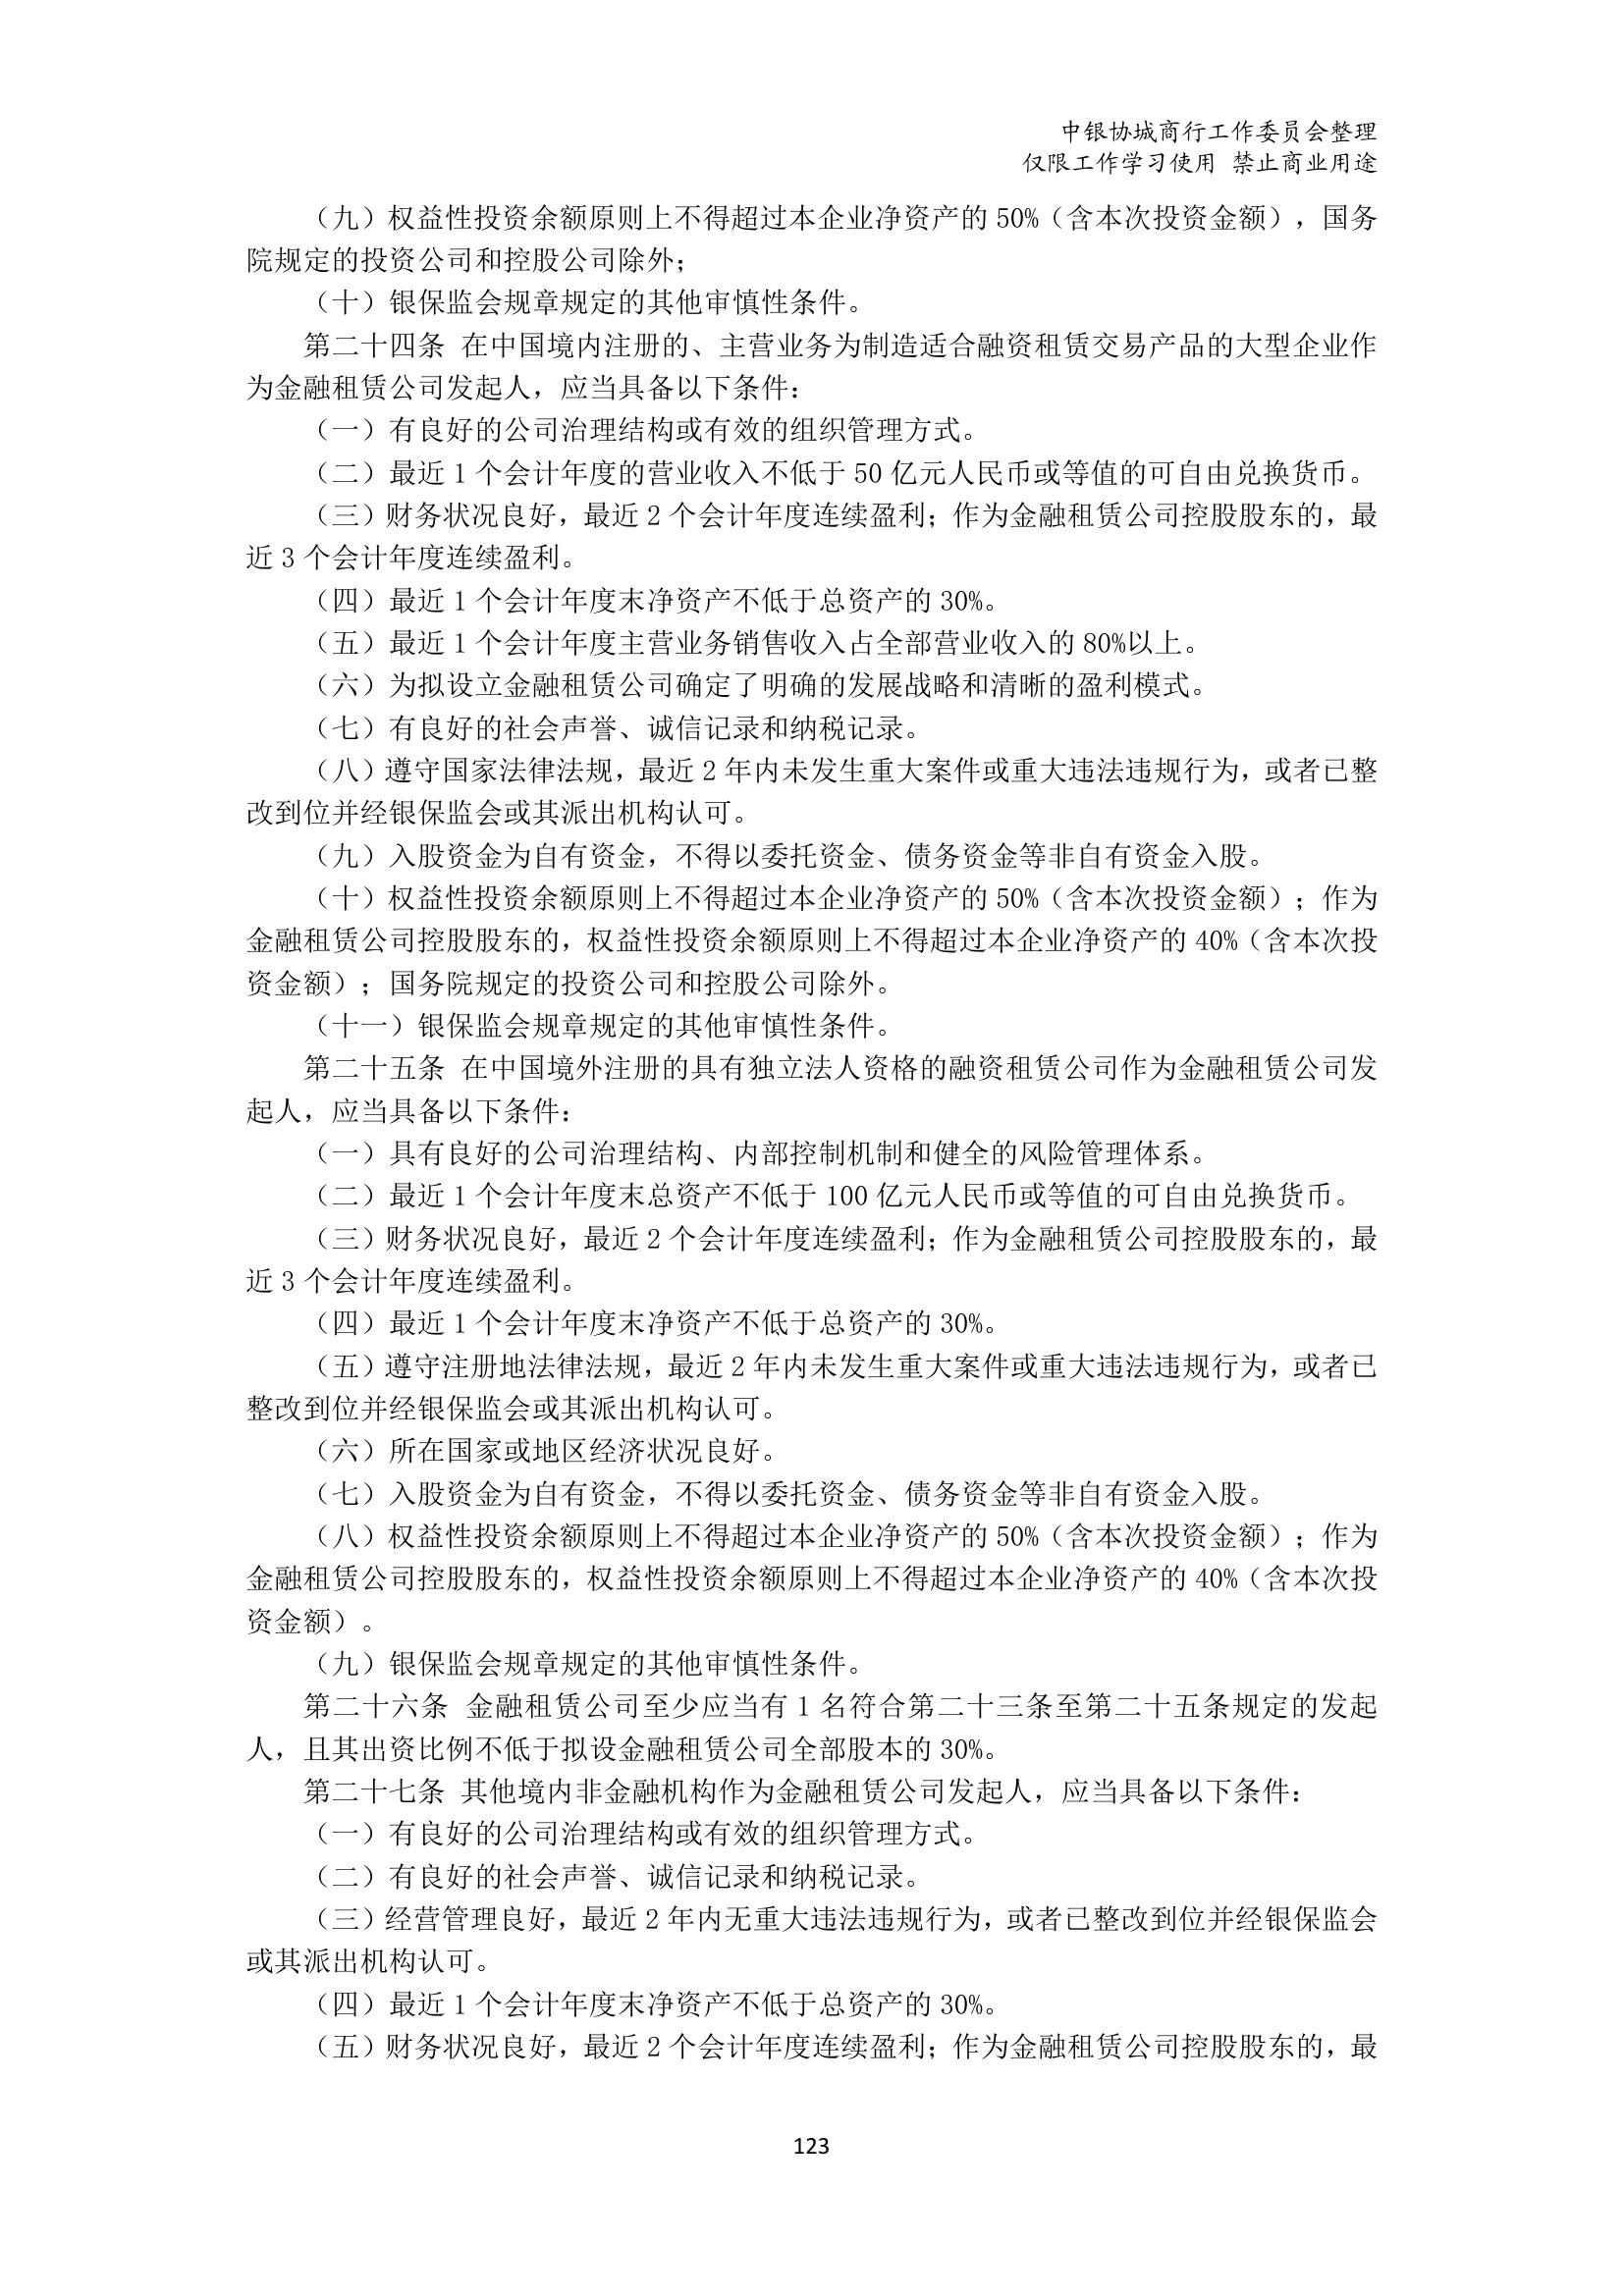 中银协城商行工作委员会整理
仅限工作学习使用 禁止商业用途
（九）权益性投资余额原则上不得超过本企业净资产的 50%（含本次投资金额），国务
院规定的投资公司和控股公司除外；
（十）银保监会规章规定的其他审慎性条件。
第二十四条 在中国境内注册的、主营业务为制造适合融资租赁交易产品的大型企业作
为金融租赁公司发起人，应当具备以下条件：
（一）有良好的公司治理结构或有效的组织管理方式。
（二）最近 1 个会计年度的营业收入不低于 50 亿元人民币或等值的可自由兑换货币。
（三）财务状况良好，最近 2 个会计年度连续盈利；作为金融租赁公司控股股东的，最
近 3 个会计年度连续盈利。
（四）最近 1 个会计年度末净资产不低于总资产的 30%。
（五）最近 1 个会计年度主营业务销售收入占全部营业收入的 80%以上。
（六）为拟设立金融租赁公司确定了明确的发展战略和清晰的盈利模式。
（七）有良好的社会声誉、诚信记录和纳税记录。
（八）遵守国家法律法规，最近 2 年内未发生重大案件或重大违法违规行为，或者已整
改到位并经银保监会或其派出机构认可。
（九）入股资金为自有资金，不得以委托资金、债务资金等非自有资金入股。
（十）权益性投资余额原则上不得超过本企业净资产的 50%（含本次投资金额）；作为
金融租赁公司控股股东的，权益性投资余额原则上不得超过本企业净资产的 40%（含本次投
资金额）；国务院规定的投资公司和控股公司除外。
（十一）银保监会规章规定的其他审慎性条件。
第二十五条 在中国境外注册的具有独立法人资格的融资租赁公司作为金融租赁公司发
起人，应当具备以下条件：
（一）具有良好的公司治理结构、内部控制机制和健全的风险管理体系。
（二）最近 1 个会计年度末总资产不低于 100 亿元人民币或等值的可自由兑换货币。
（三）财务状况良好，最近 2 个会计年度连续盈利；作为金融租赁公司控股股东的，最
近 3 个会计年度连续盈利。
（四）最近 1 个会计年度末净资产不低于总资产的 30%。
（五）遵守注册地法律法规，最近 2 年内未发生重大案件或重大违法违规行为，或者已
整改到位并经银保监会或其派出机构认可。
（六）所在国家或地区经济状况良好。
（七）入股资金为自有资金，不得以委托资金、债务资金等非自有资金入股。
（八）权益性投资余额原则上不得超过本企业净资产的 50%（含本次投资金额）；作为
金融租赁公司控股股东的，权益性投资余额原则上不得超过本企业净资产的 40%（含本次投
资金额）。
（九）银保监会规章规定的其他审慎性条件。
第二十六条 金融租赁公司至少应当有 1 名符合第二十三条至第二十五条规定的发起
人，且其出资比例不低于拟设金融租赁公司全部股本的 30%。
第二十七条 其他境内非金融机构作为金融租赁公司发起人，应当具备以下条件：
（一）有良好的公司治理结构或有效的组织管理方式。
（二）有良好的社会声誉、诚信记录和纳税记录。
（三）经营管理良好，最近 2 年内无重大违法违规行为，或者已整改到位并经银保监会
或其派出机构认可。
（四）最近 1 个会计年度末净资产不低于总资产的 30%。
（五）财务状况良好，最近 2 个会计年度连续盈利；作为金融租赁公司控股股东的，最
123